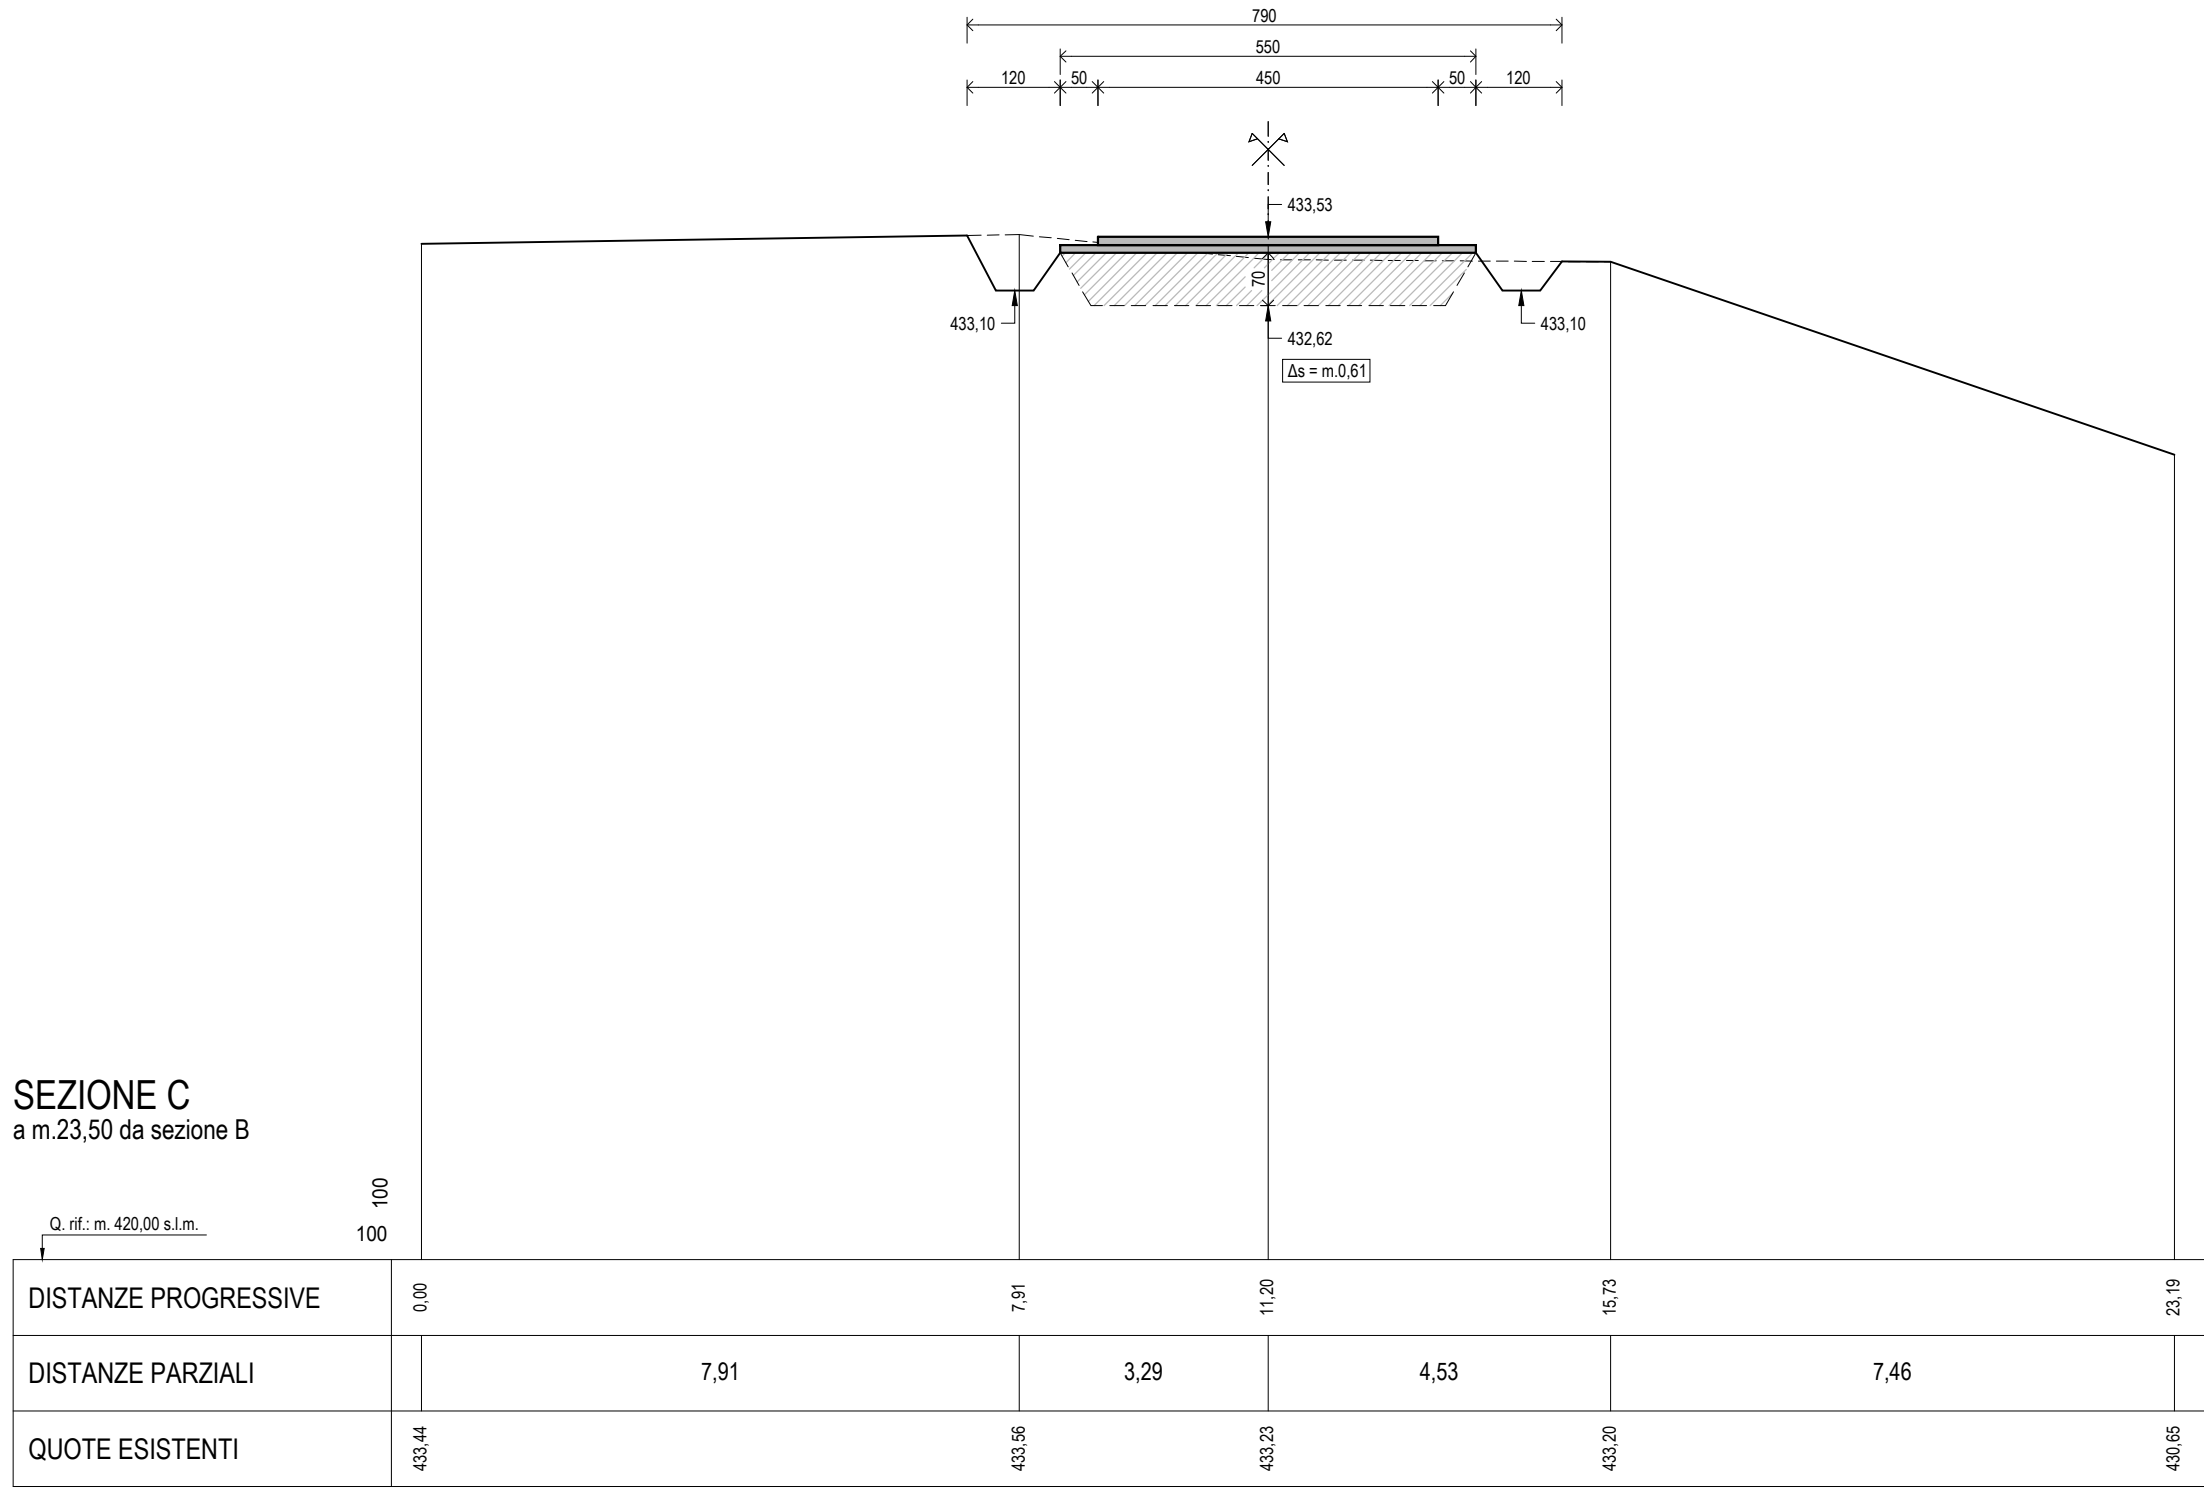 790
550
120 50 450 50 120
433,53
70
433,10 433,10
432,62
Δs = m.0,61
SEZIONE C
a m.23,50 da sezione B
100
Q. rif.: m. 420,00 s.l.m.
100
DISTANZE PROGRESSIVE 0,00 7,91 11,20 15,73 23,19
DISTANZE PARZIALI 7,91 3,29 4,53 7,46
QUOTE ESISTENTI 433,44 433,56 433,23 433,20 430,65